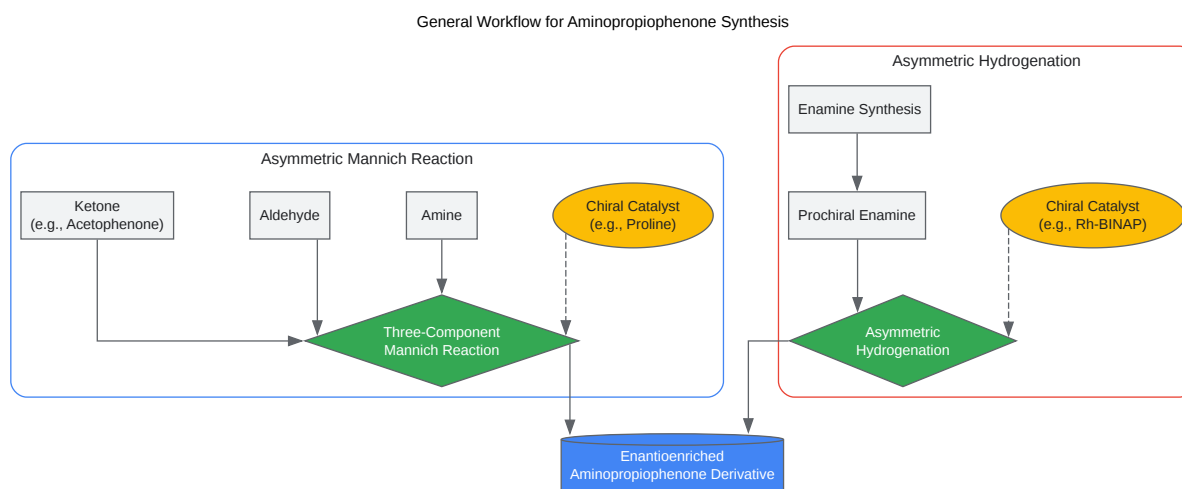 General Workflow for Aminopropiophenone Synthesis
Asymmetric Mannich Reaction
Ketone
(e.g., Acetophenone)
Aldehyde
Amine
Chiral Catalyst
(e.g., Proline)
Three-Component
Mannich Reaction
Asymmetric Hydrogenation
Enamine Synthesis
Prochiral Enamine
Chiral Catalyst
(e.g., Rh-BINAP)
Asymmetric
Hydrogenation
Enantioenriched
Aminopropiophenone Derivative